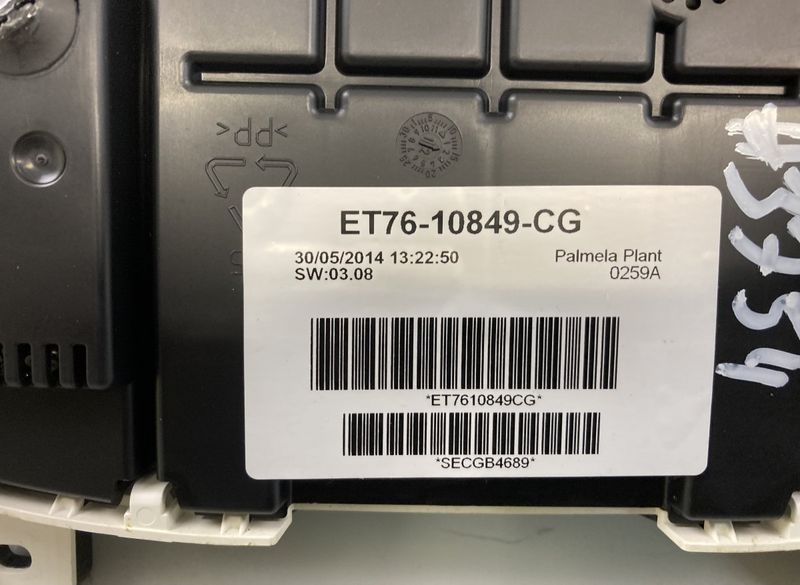 >PP<
ET76-10849-CG
30/05/2014 13:22:50
Palmela Plant
SW:03.08
0259A
*ET7610849CG*
*SECGB4689*